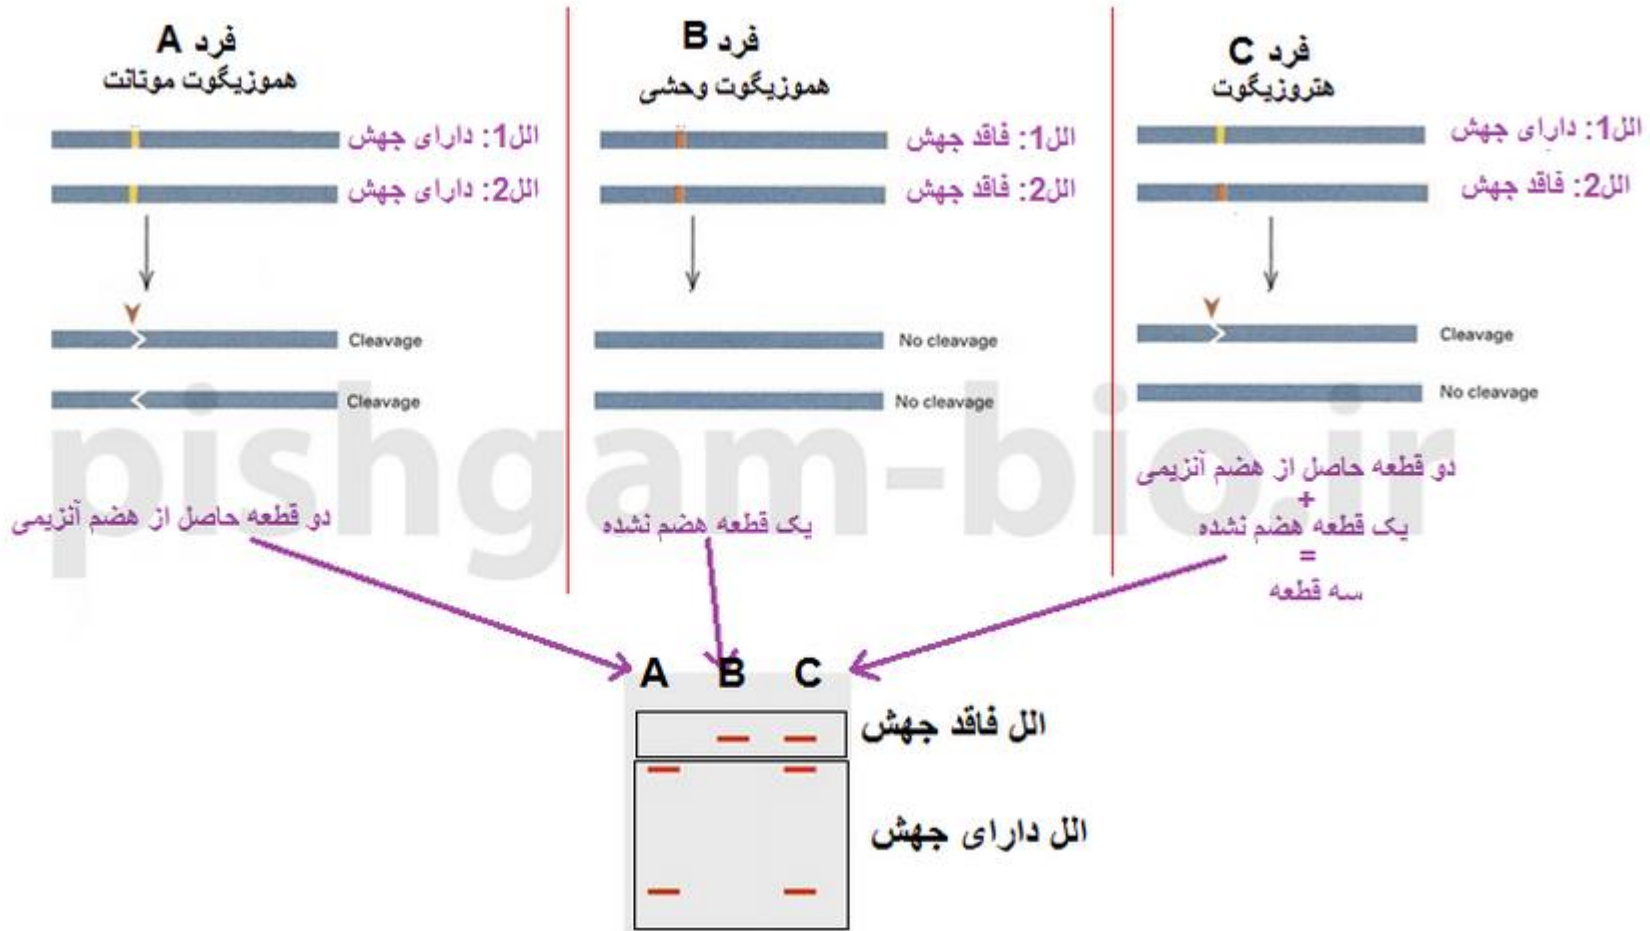 فرد A
هموزیگوت موتانت
الل1: دارای جهش
الل2: دارای جهش
Cleavage
Cleavage
دو قطعه حاصل از هضم آنزیمی
فرد B
هموزیگوت وحشی
الل1: فاقد جهش
الل2: فاقد جهش
No cleavage
No cleavage
یک قطعه هضم نشده
فرد C
هتروزیگوت
الل1: دارای جهش
الل2: فاقد جهش
Cleavage
No cleavage
دو قطعه حاصل از هضم آنزیمی
+
یک قطعه هضم نشده
=
سه قطعه
pishgam-bio.ir
A B C
الل فاقد جهش
الل دارای جهش